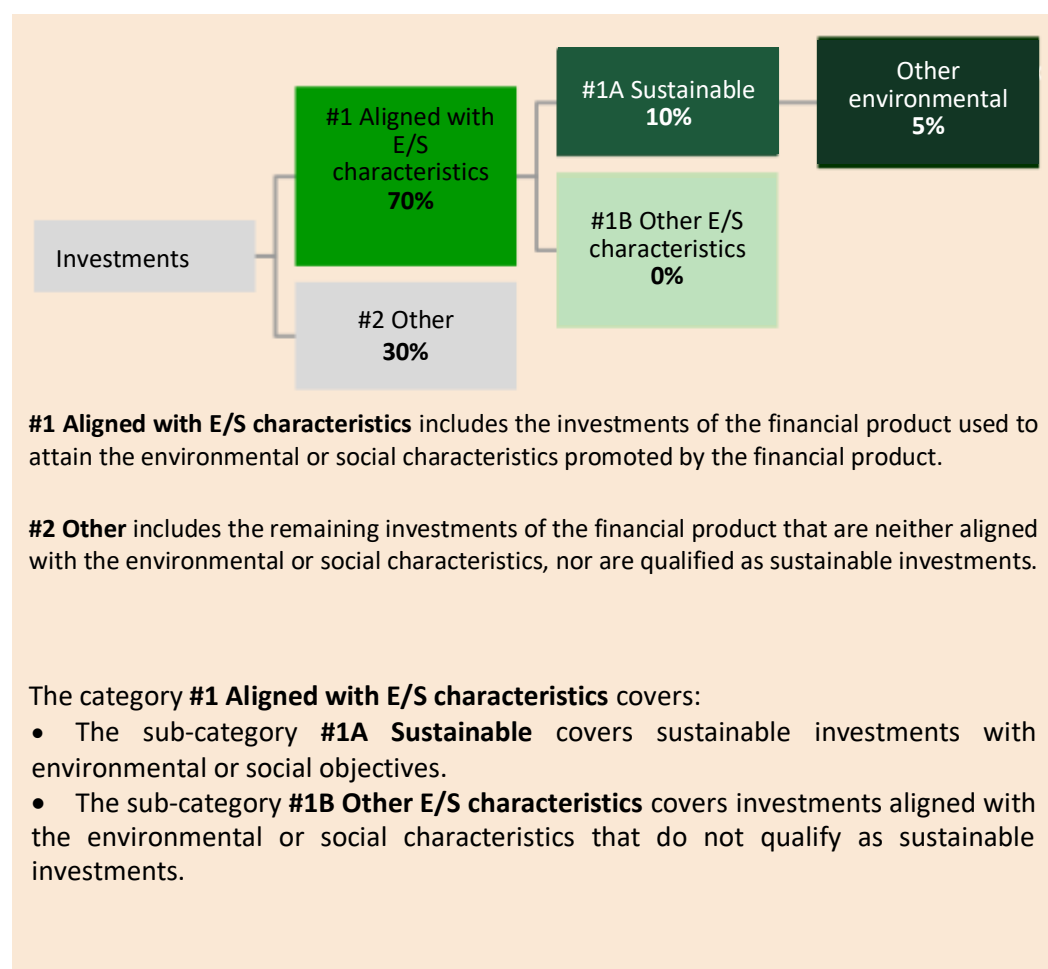 #1 Aligned with
E/S
characteristics
70%
#1A Sustainable
10%
Other
environmental
5%
#1B Other E/S
characteristics
0%
Investments
#2 Other
30%
#1 Aligned with E/S characteristics includes the investments of the financial product used to
attain the environmental or social characteristics promoted by the financial product.
#2 Other includes the remaining investments of the financial product that are neither aligned
with the environmental or social characteristics, nor are qualified as sustainable investments.
The category #1 Aligned with E/S characteristics covers:
• The sub-category #1A Sustainable covers sustainable investments with
environmental or social objectives.
• The sub-category #1B Other E/S characteristics covers investments aligned with
the environmental or social characteristics that do not qualify as sustainable
investments.